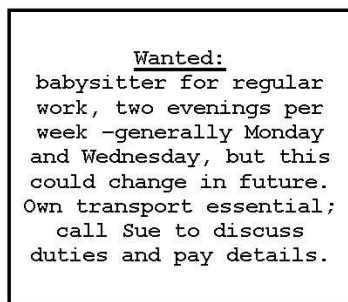 Wanted:
babysitter for regular
work, two evenings per
week –generally Monday
and Wednesday, but this
could change in future.
Own transport essential;
call Sue to discuss
duties and pay details.